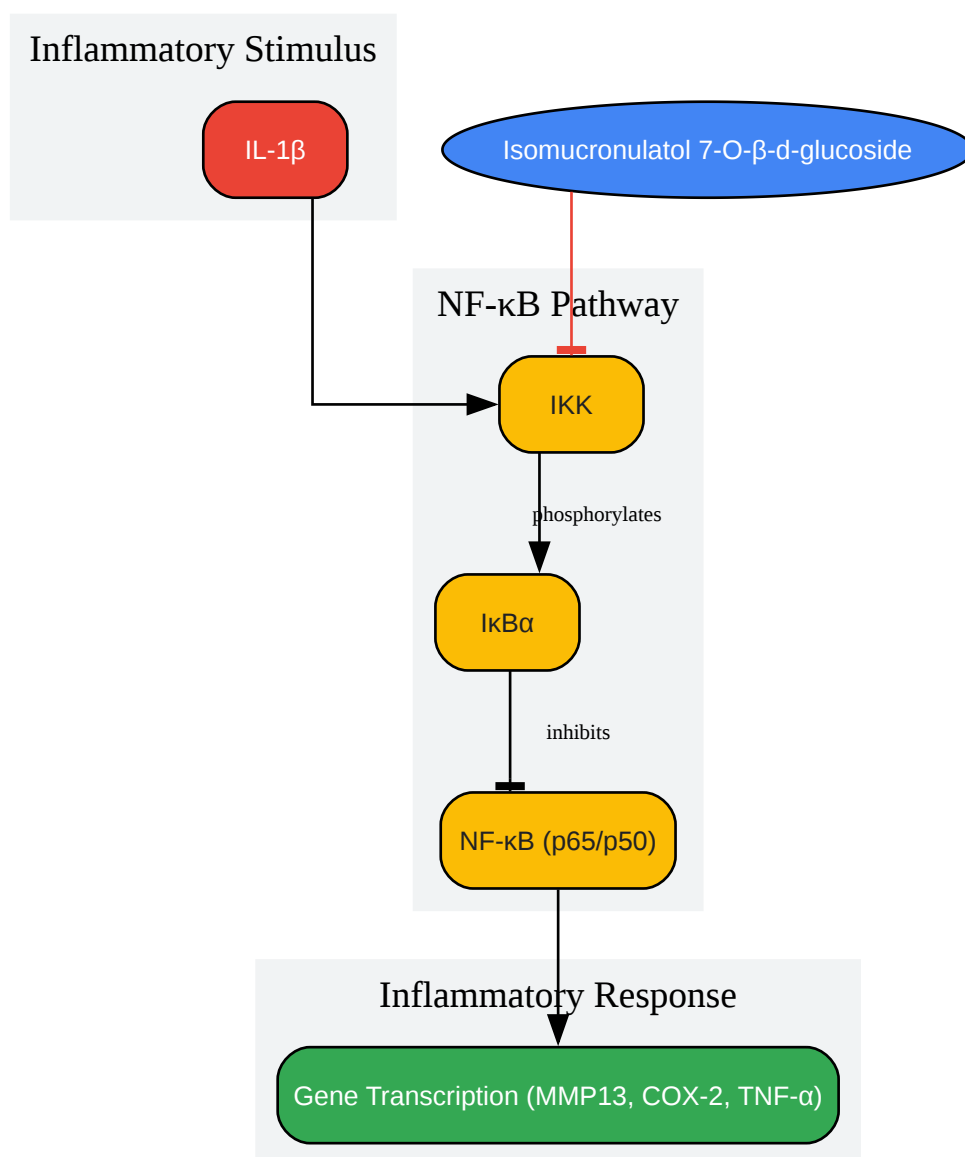 Inflammatory Stimulus
IL-1β
Isomucronulatol 7-O-β-d-glucoside
NF-κB Pathway
IKK
phosphorylates
IκBα
inhibits
NF-κB (p65/p50)
Inflammatory Response
Gene Transcription (MMP13, COX-2, TNF-α)